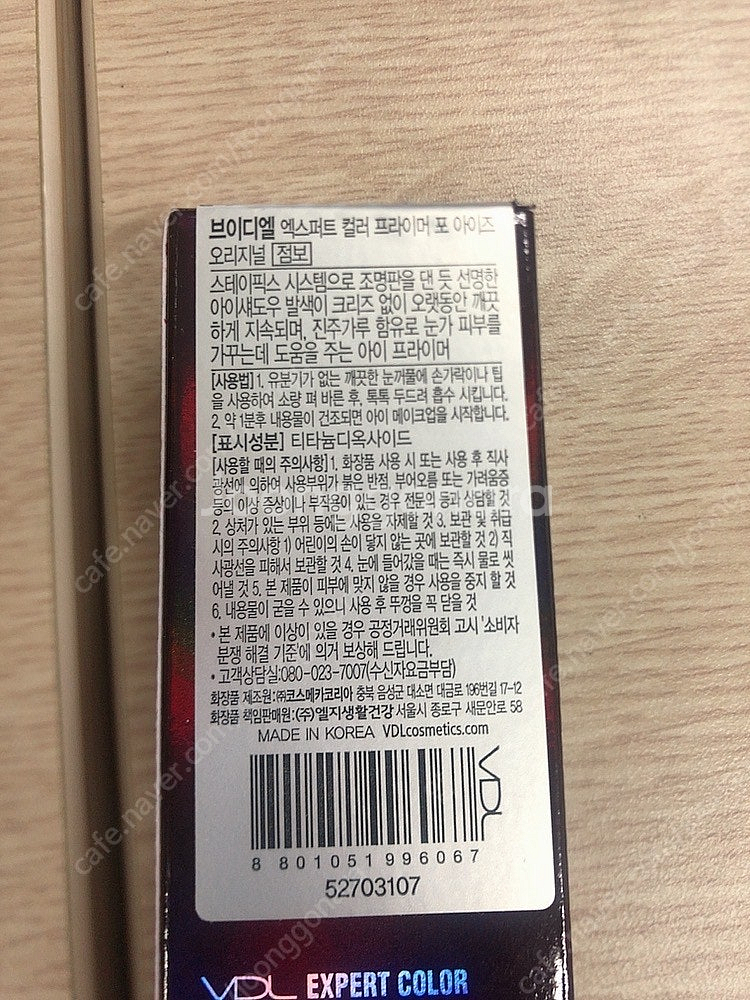 브이디엘 엑스퍼트 컬러 프라이머 포 아이즈
오리지널 [점보]
스테이픽스 시스템으로 조명판을 댄 듯 선명한
아이섀도우 발색이 크리즈 없이 오랫동안 깨끗
하게 지속되며, 진주가루 함유로 눈가 피부를
가꾸는데 도움을 주는 아이 프라이머
[사용법] 1. 유분기가 없는 깨끗한 눈꺼풀에 손가락이나 팁
을 사용하여 소량 펴 바른 후, 톡톡 두드려 흡수 시킵니다.
2. 약 1분후 내용물이 건조되면 아이 메이크업을 시작합니다.
[표시성분] 티타늄디옥사이드
[사용할 때의 주의사항] 1. 화장품 사용 시 또는 사용 후 직사
광선에 의하여 사용부위가 붉은 반점, 부어오름 또는 가려움증
등의 이상 증상이나 부작용이 있는 경우 전문의 등과 상담할 것
2. 상처가 있는 부위 등에는 사용을 자제할 것 3. 보관 및 취급
시의 주의사항 1) 어린이의 손이 닿지 않는 곳에 보관할 것 2) 직
사광선을 피해서 보관할 것 4. 눈에 들어갔을 때는 즉시 물로 씻
어낼 것 5. 본 제품이 피부에 맞지 않을 경우 사용을 중지 할 것
6. 내용물이 굳을 수 있으니 사용 후 뚜껑을 꼭 닫을 것
• 본 제품에 이상이 있을 경우 공정거래위원회 고시 '소비자
분쟁 해결 기준'에 의거 보상해 드립니다.
• 고객상담실:080-023-7007(수신자요금부담)
화장품 제조원:㈜코스메카코리아 충북 음성군 대소면 대금로 196번길 17-12
화장품 책임판매원:(주)엘지생활건강 서울시 종로구 새문안로 58
MADE IN KOREA VDLcosmetics.com
VDL
8 801051 996067
52703107
VDL EXPERT COLOR
cafe.naver.com/joonggonara